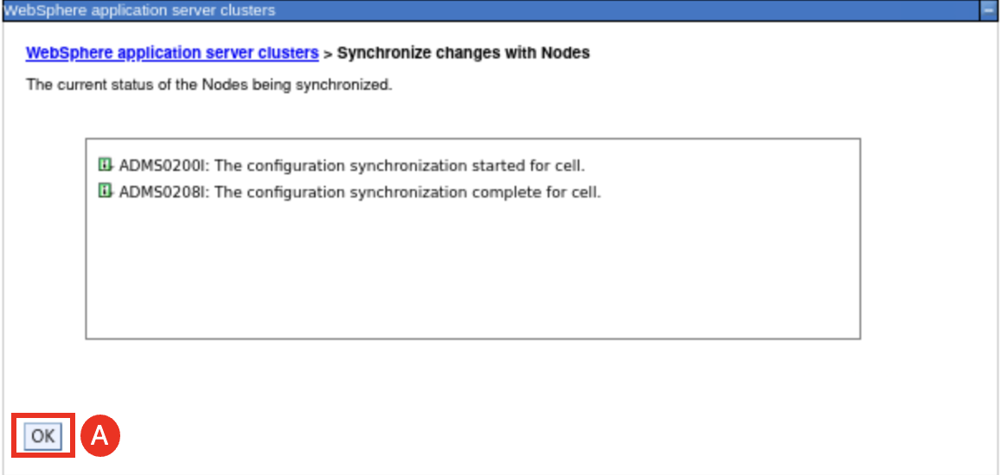 WebSphere application server clusters
WebSphere application server clusters > Synchronize changes with Nodes
The current status of the Nodes being synchronized.
ADMS0200I: The configuration synchronization started for cell.
ADMS0208I: The configuration synchronization complete for cell.
OK A